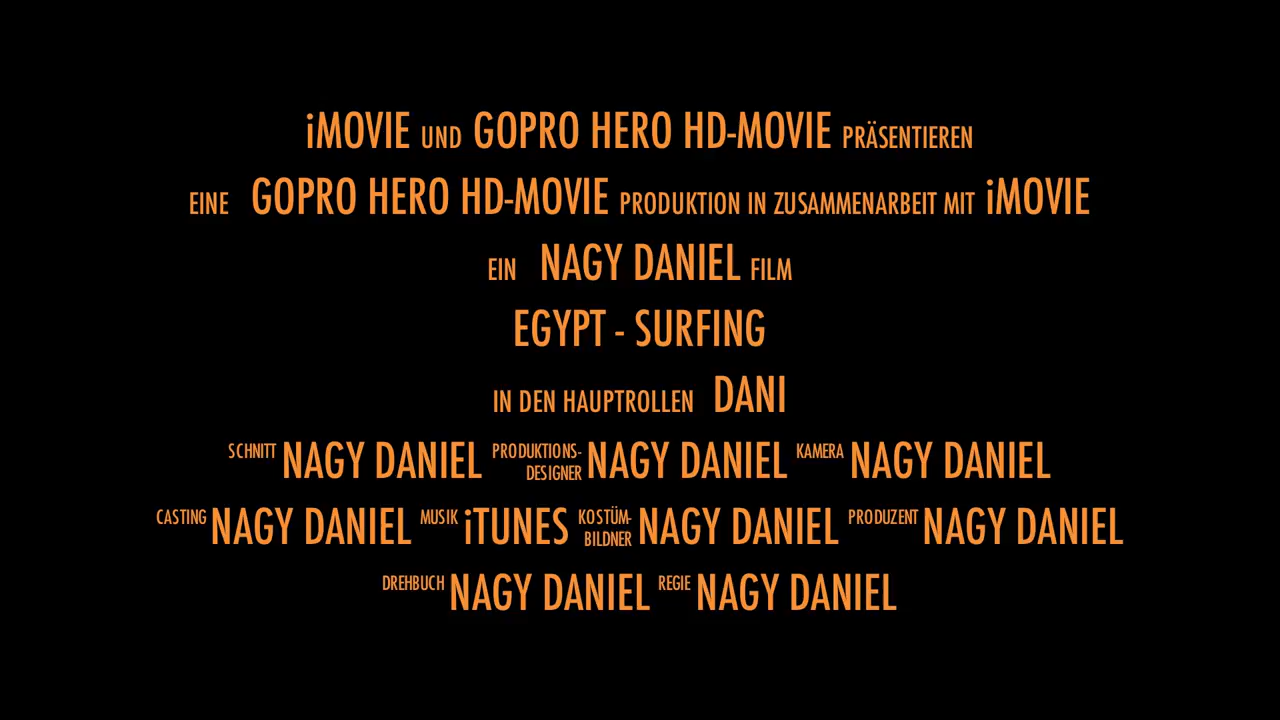 iMOVIE UND GOPRO HERO HD-MOVIE PRÄSENTIEREN
EINE GOPRO HERO HD-MOVIE PRODUKTION IN ZUSAMMENARBEIT MIT iMOVIE
EIN NAGY DANIEL FILM
EGYPT - SURFING
IN DEN HAUPTROLLEN DANI
SCHNITT NAGY DANIEL PRODUKTIONS-DESIGNER NAGY DANIEL KAMERA NAGY DANIEL
CASTING NAGY DANIEL MUSIK iTUNES KOSTÜM-BILDNER NAGY DANIEL PRODUZENT NAGY DANIEL
DREHBUCH NAGY DANIEL REGIE NAGY DANIEL